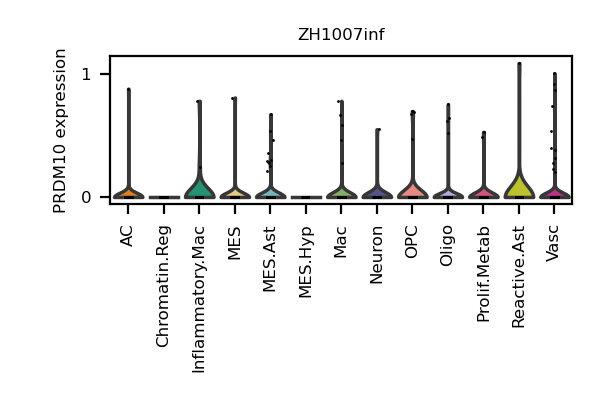 ZH1007inf
PRDM10 expression
1
0
AC
Chromatin.Reg
Inflammatory.Mac
MES
MES.Ast
MES.Hyp
Mac
Neuron
OPC
Oligo
Prolif.Metab
Reactive.Ast
Vasc